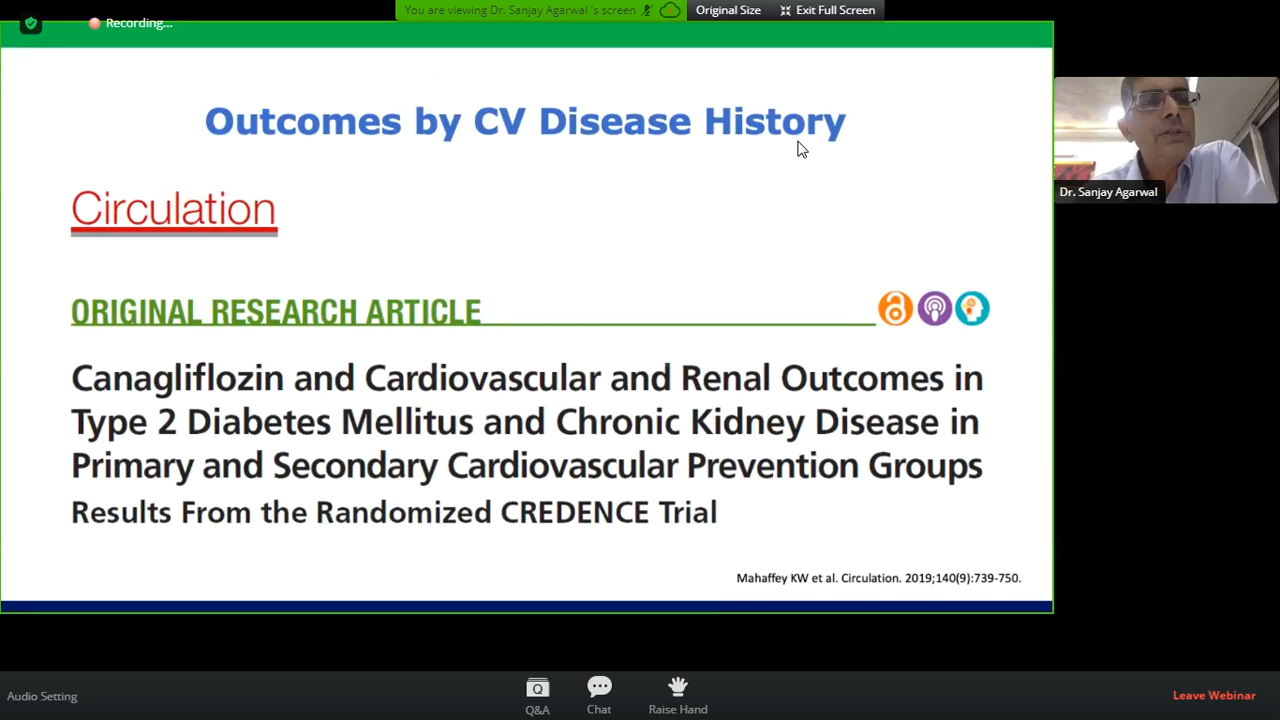 You are viewing Dr. Sanjay Agarwal 's screen
Original Size
Exit Full Screen
Recording...
Outcomes by CV Disease History
Circulation
ORIGINAL RESEARCH ARTICLE
Canagliflozin and Cardiovascular and Renal Outcomes in
Type 2 Diabetes Mellitus and Chronic Kidney Disease in
Primary and Secondary Cardiovascular Prevention Groups
Results From the Randomized CREDENCE Trial
Mahaffey KW et al. Circulation. 2019;140(9):739-750.
Dr. Sanjay Agarwal
Audio Setting
Q
Q&A
Chat
Raise Hand
Leave Webinar